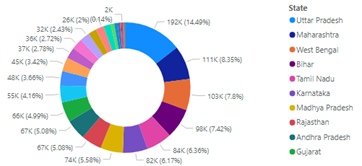 State
Uttar Pradesh
Maharashtra
West Bengal
Bihar
Tamil Nadu
Karnataka
Madhya Pradesh
Rajasthan
Andhra Pradesh
Gujarat
192K (14.49%)
111K (8.35%)
103K (7.8%)
98K (7.42%)
84K (6.36%)
82K (6.17%)
74K (5.58%)
67K (5.08%)
67K (5.08%)
66K (4.99%)
55K (4.16%)
48K (3.66%)
45K (3.42%)
37K (2.78%)
36K (2.72%)
32K (2.43%)
26K (2%)
(0.14%)
2K